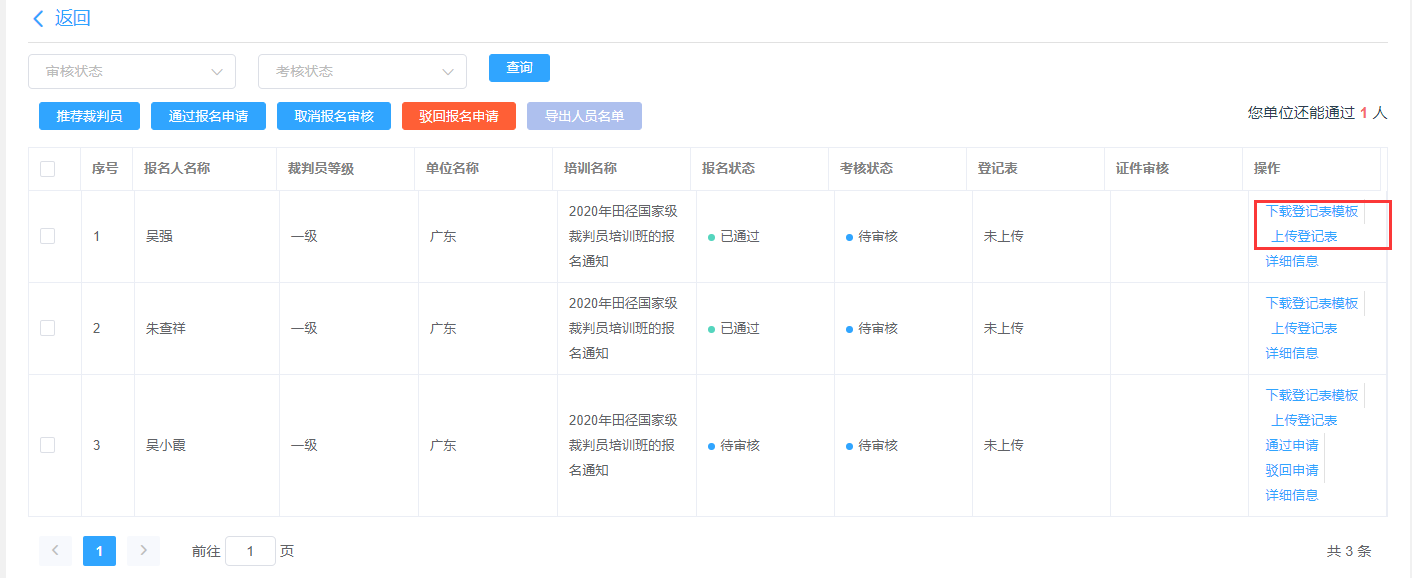 返回
审核状态
考核状态
查询
推荐裁判员
通过报名申请
取消报名审核
驳回报名申请
导出人员名单
您单位还能通过 1 人
序号
报名人名称
裁判员等级
单位名称
培训名称
报名状态
考核状态
登记表
证件审核
操作
1
吴强
一级
广东
2020年田径国家级
裁判员培训班的报
名通知
已通过
待审核
未上传
下载登记表模板
上传登记表
详细信息
2
朱查祥
一级
广东
2020年田径国家级
裁判员培训班的报
名通知
已通过
待审核
未上传
下载登记表模板
上传登记表
详细信息
3
吴小霞
一级
广东
2020年田径国家级
裁判员培训班的报
名通知
待审核
待审核
未上传
下载登记表模板
上传登记表
通过申请
驳回申请
详细信息
1
前往 1 页
共 3 条